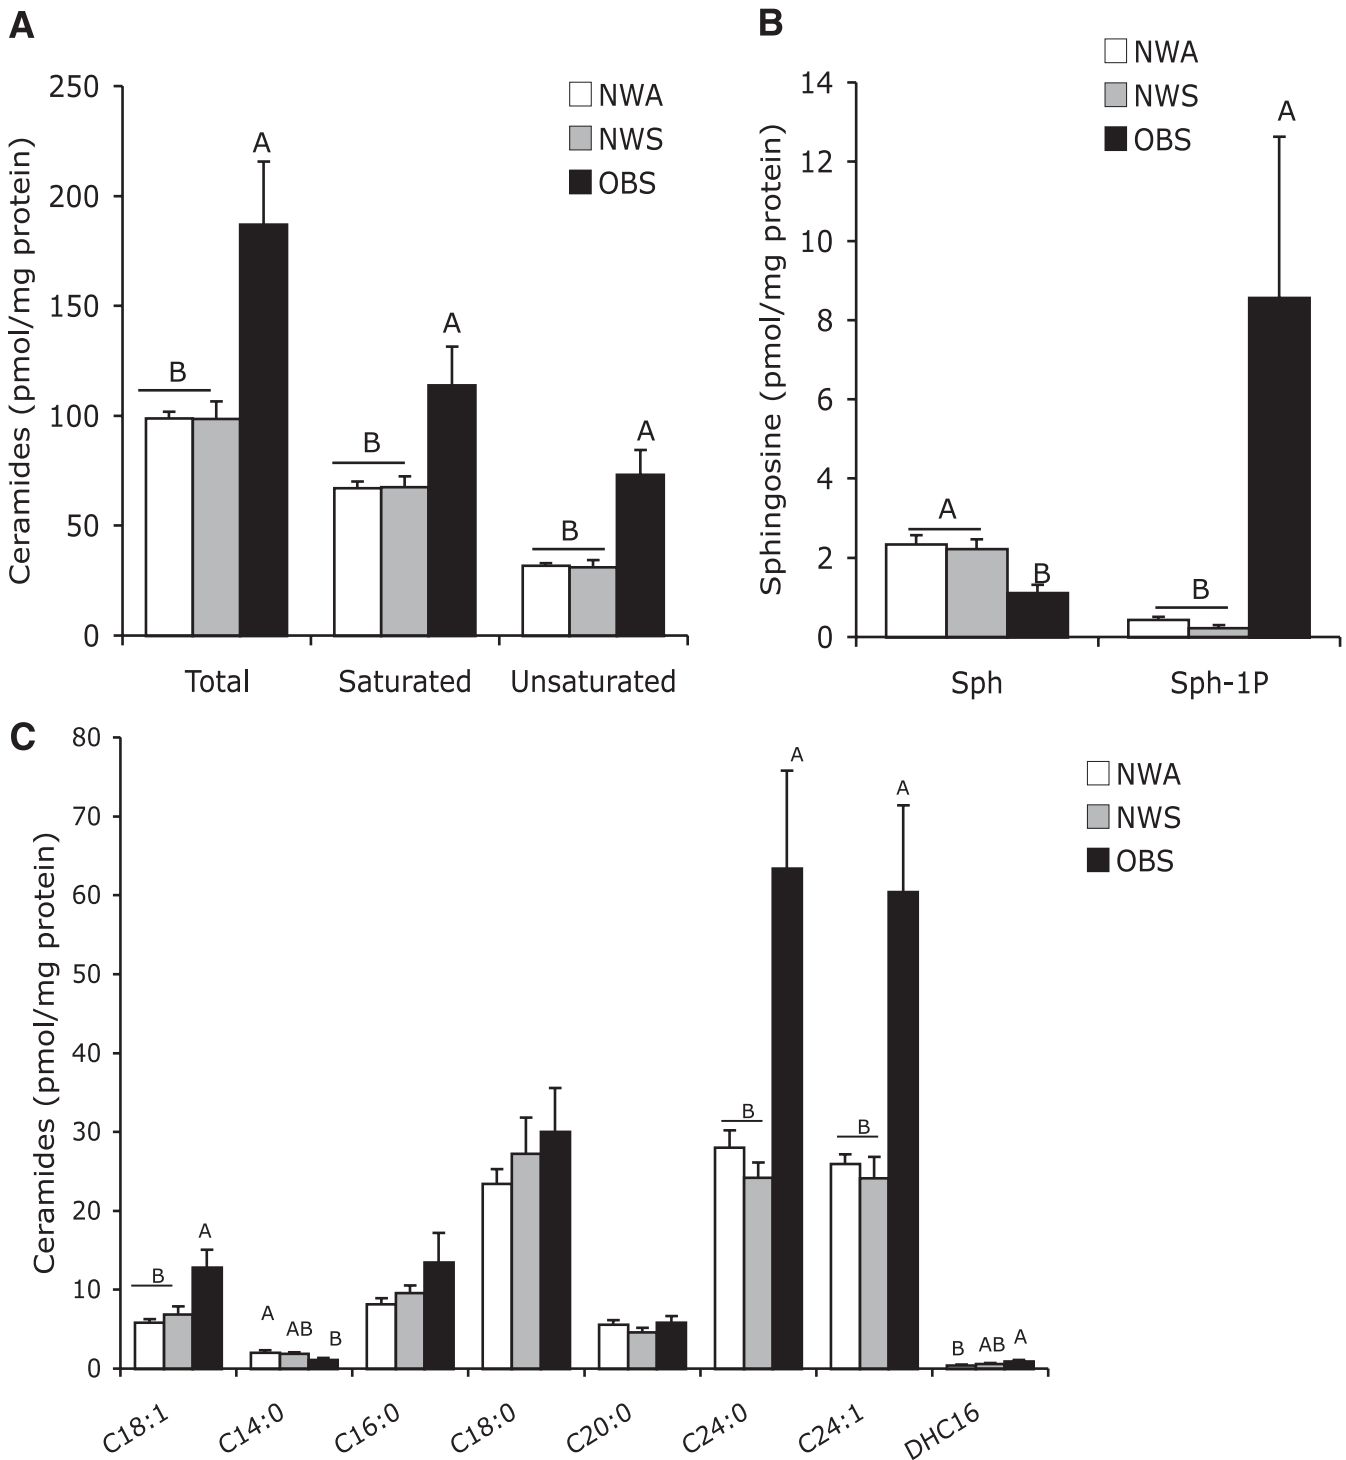 A
Ceramides (pmol/mg protein)
250
200
150
100
50
0
NWA
NWS
OBS
B
A
B
A
B
A
Total
Saturated
Unsaturated
B
Sphingosine (pmol/mg protein)
14
12
10
8
6
4
2
0
NWA
NWS
OBS
A
B
B
A
Sph
Sph-1P
C
Ceramides (pmol/mg protein)
80
70
60
50
40
30
20
10
0
NWA
NWS
OBS
B
A
A
AB
B
B
A
B
A
B
AB
A
C18:1
C14:0
C16:0
C18:0
C20:0
C24:0
C24:1
DHC16